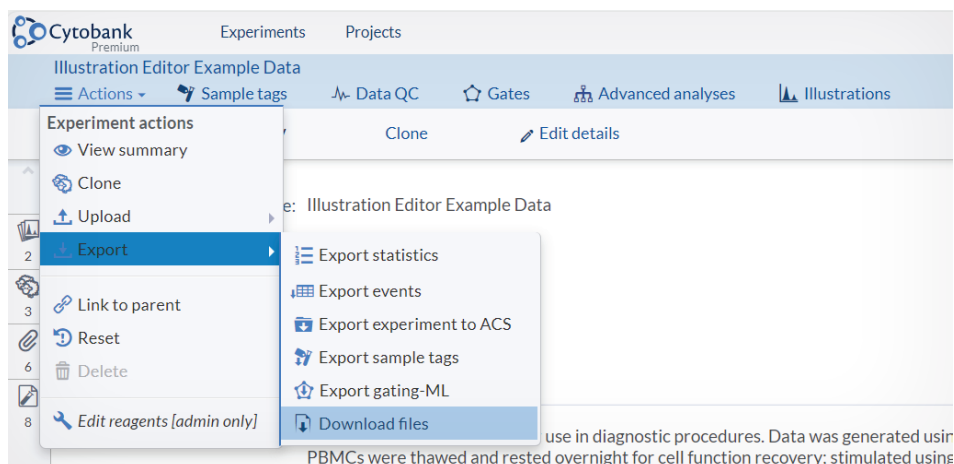 Cytobank
Premium
Experiments Projects
Illustration Editor Example Data
Actions Sample tags Data QC Gates Advanced analyses Illustrations
Experiment actions
Clone Edit details
View summary
Clone
e: Illustration Editor Example Data
Upload
Export
2
Export statistics
Export events
3
Link to parent
Export experiment to ACS
Reset
Export sample tags
6
Delete
Export gating-ML
8
Edit reagents [admin only]
Download files
use in diagnostic procedures. Data was generated usin
PBMCs were thawed and rested overnight for cell function recovery; stimulated using